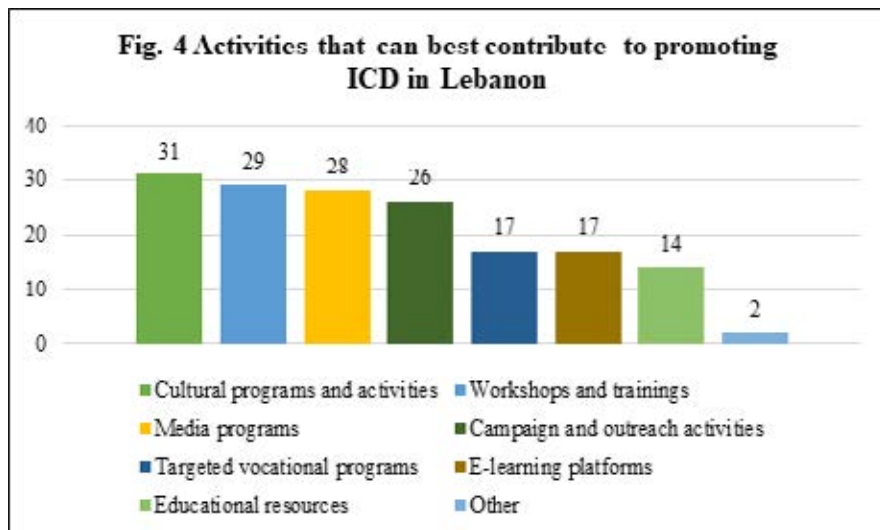 Fig. 4 Activities that can best contribute to promoting
ICD in Lebanon
40
30
20
10
0
31
29
28
26
17
17
14
2
Cultural programs and activities
Workshops and trainings
Media programs
Campaign and outreach activities
Targeted vocational programs
E-learning platforms
Educational resources
Other